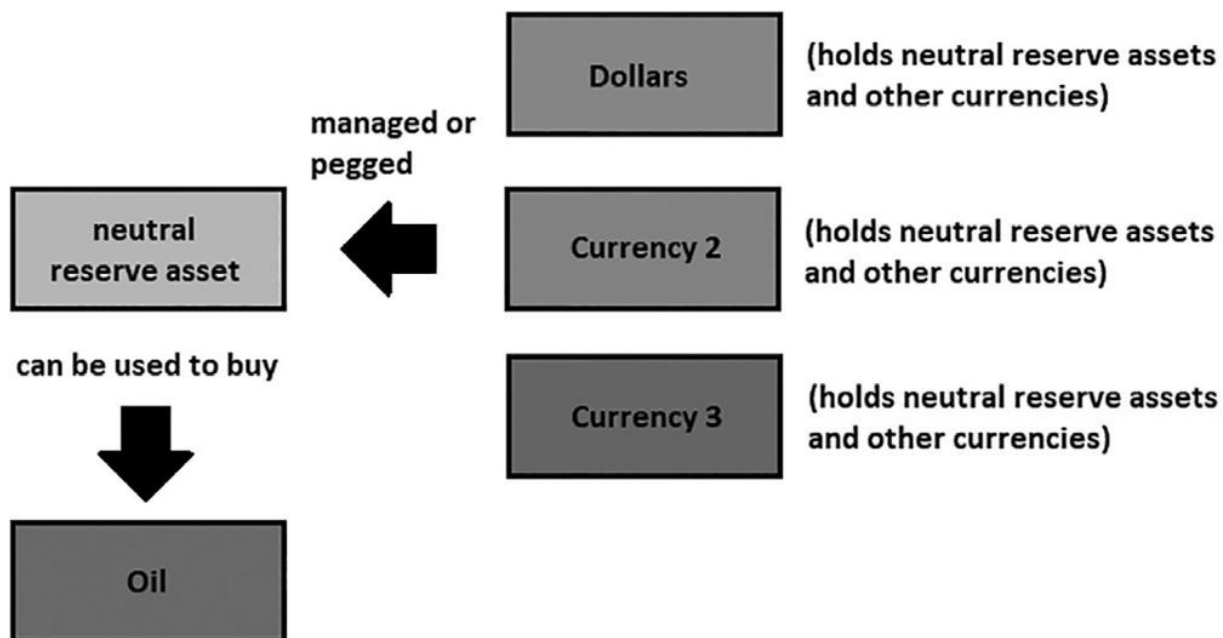 Dollars
(holds neutral reserve assets
and other currencies)
managed or
pegged
neutral
reserve asset
Currency 2
(holds neutral reserve assets
and other currencies)
can be used to buy
Currency 3
(holds neutral reserve assets
and other currencies)
Oil